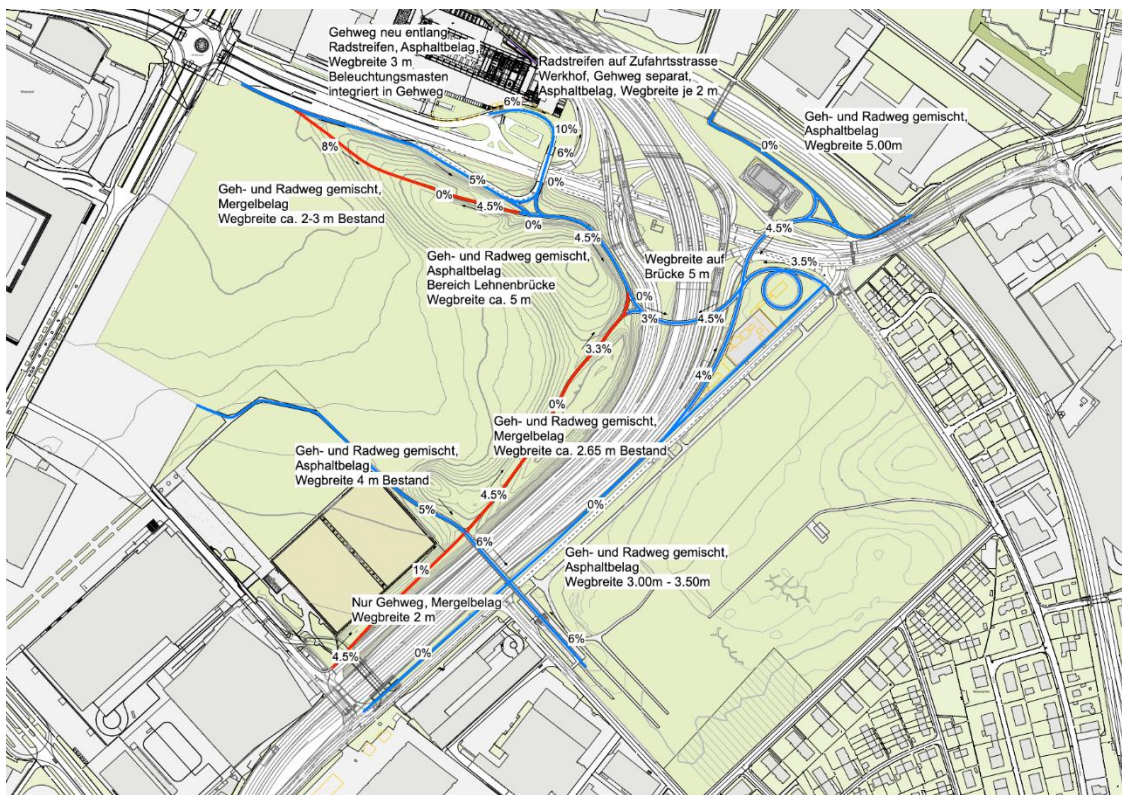 Gehweg neu entlang
Radstreifen, Asphaltbelag,
Wegbreite 3 m
Beleuchtungsmasten
integriert in Gehweg
Radstreifen auf Zufahrtsstrasse
Werkhof, Gehweg separat,
Asphaltbelag, Wegbreite je 2 m
6%
10%
6%
0%
Geh- und Radweg gemischt,
Asphaltbelag
Wegbreite 5.00m
0%
8%
Geh- und Radweg gemischt,
Mergelbelag
Wegbreite ca. 2-3 m Bestand
5%
0%
4.5%
0%
4.5%
4.5%
3.5%
Geh- und Radweg gemischt,
Asphaltbelag
Bereich Lehnenbrücke
Wegbreite ca. 5 m
Wegbreite auf
Brücke 5 m
0%
3%
4.5%
3.3%
4%
0%
Geh- und Radweg gemischt,
Mergelbelag
Wegbreite ca. 2.65 m Bestand
Geh- und Radweg gemischt,
Asphaltbelag
Wegbreite 4 m Bestand
4.5%
0%
5%
6%
Geh- und Radweg gemischt,
Asphaltbelag
Wegbreite 3.00m - 3.50m
1%
Nur Gehweg, Mergelbelag
Wegbreite 2 m
6%
4.5%
0%